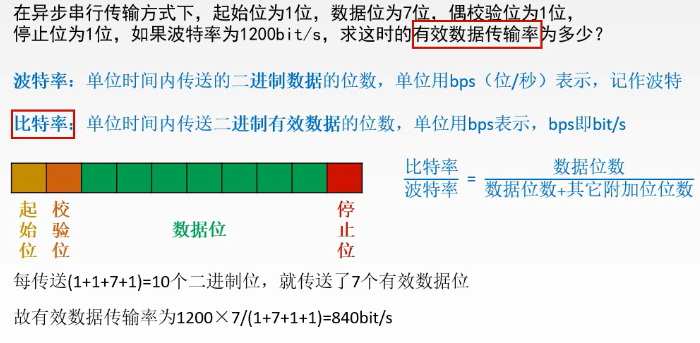 在异步串行传输方式下，起始位为1位，数据位为7位，偶校验位为1位，
停止位为1位，如果波特率为1200bit/s，求这时的有效数据传输率为多少？
波特率：单位时间内传送的二进制数据的位数，单位用bps（位/秒）表示，记作波特
比特率：单位时间内传送二进制有效数据的位数，单位用bps表示，bps即bit/s
比特率/波特率 = 数据位数/数据位数+其它附加位位数
起始位
校验位
数据位
停止位
每传送(1+1+7+1)=10个二进制位，就传送了7个有效数据位
故有效数据传输率为1200×7/(1+7+1+1)=840bit/s